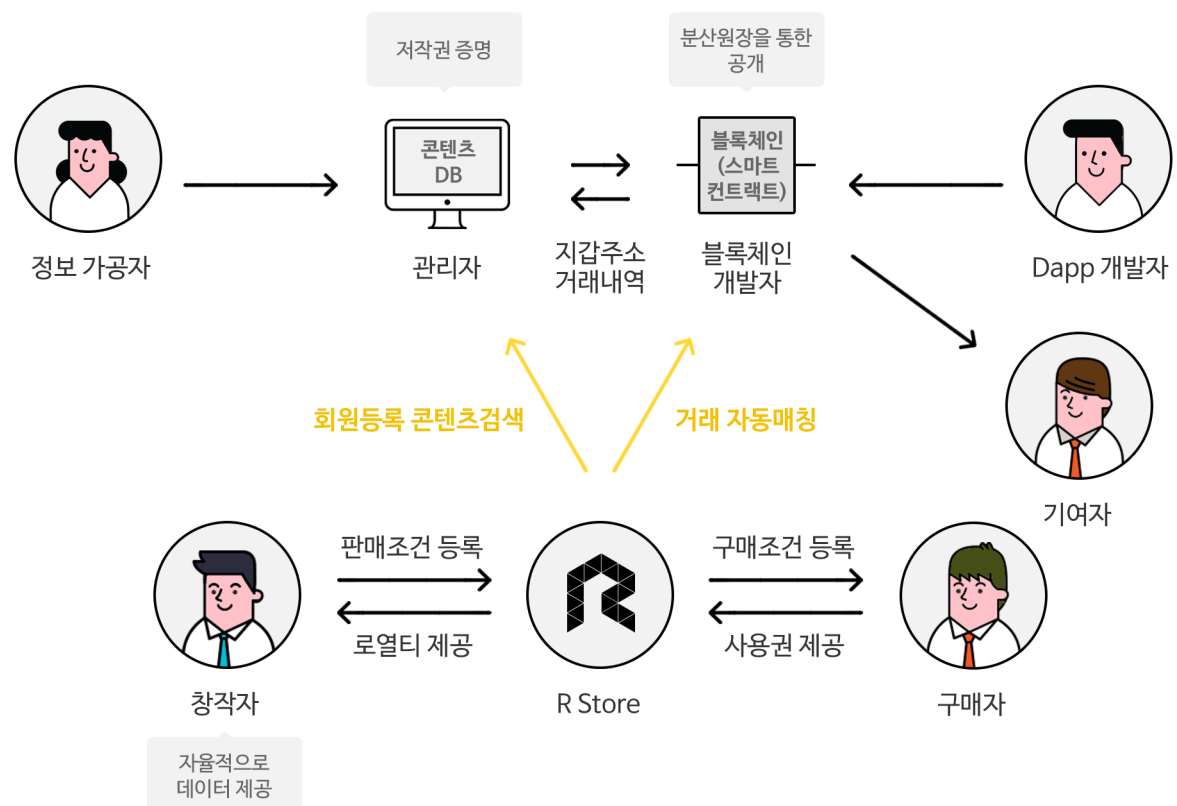 저작권 증명
분산원장을 통한
공개
콘텐츠
DB
블록체인
(스마트
컨트랙트)
정보 가공자
관리자
지갑주소
거래내역
블록체인
개발자
Dapp 개발자
회원등록 콘텐츠검색
거래 자동매칭
기여자
판매조건 등록
구매조건 등록
로열티 제공
사용권 제공
창작자
R Store
구매자
자율적으로
데이터 제공